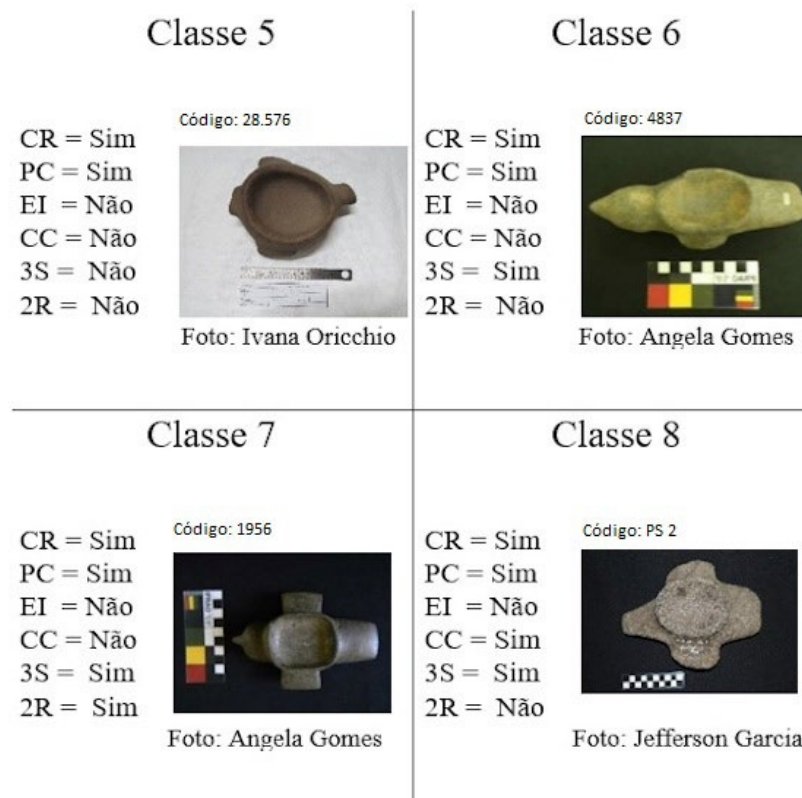 Classe 5
Código: 28.576
CR = Sim
PC = Sim
EI = Não
CC = Não
3S = Não
2R = Não
Foto: Ivana Oricchio
Classe 6
Código: 4837
CR = Sim
PC = Sim
EI = Não
CC = Não
3S = Sim
2R = Não
Foto: Angela Gomes
Classe 7
Código: 1956
CR = Sim
PC = Sim
EI = Não
CC = Não
3S = Sim
2R = Sim
Foto: Angela Gomes
Classe 8
Código: PS 2
CR = Sim
PC = Sim
EI = Não
CC = Sim
3S = Sim
2R = Não
Foto: Jefferson Garcia